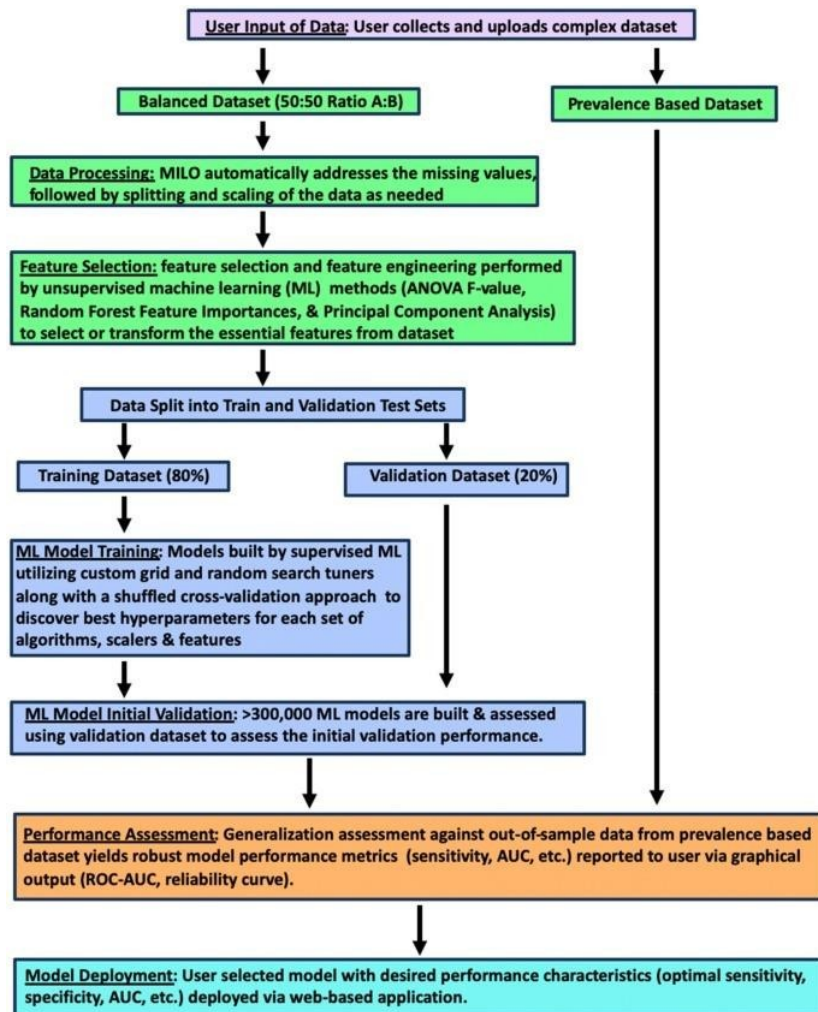 User Input of Data: User collects and uploads complex dataset
Balanced Dataset (50:50 Ratio A:B)
Prevalence Based Dataset
Data Processing: MILO automatically addresses the missing values,
followed by splitting and scaling of the data as needed
Feature Selection: feature selection and feature engineering performed
by unsupervised machine learning (ML) methods (ANOVA F-value,
Random Forest Feature Importances, & Principal Component Analysis)
to select or transform the essential features from dataset
Data Split into Train and Validation Test Sets
Training Dataset (80%)
Validation Dataset (20%)
ML Model Training: Models built by supervised ML
utilizing custom grid and random search tuners
along with a shuffled cross-validation approach to
discover best hyperparameters for each set of
algorithms, scalers & features
ML Model Initial Validation: >300,000 ML models are built & assessed
using validation dataset to assess the initial validation performance.
Performance Assessment: Generalization assessment against out-of-sample data from prevalence based
dataset yields robust model performance metrics (sensitivity, AUC, etc.) reported to user via graphical
output (ROC-AUC, reliability curve).
Model Deployment: User selected model with desired performance characteristics (optimal sensitivity,
specificity, AUC, etc.) deployed via web-based application.